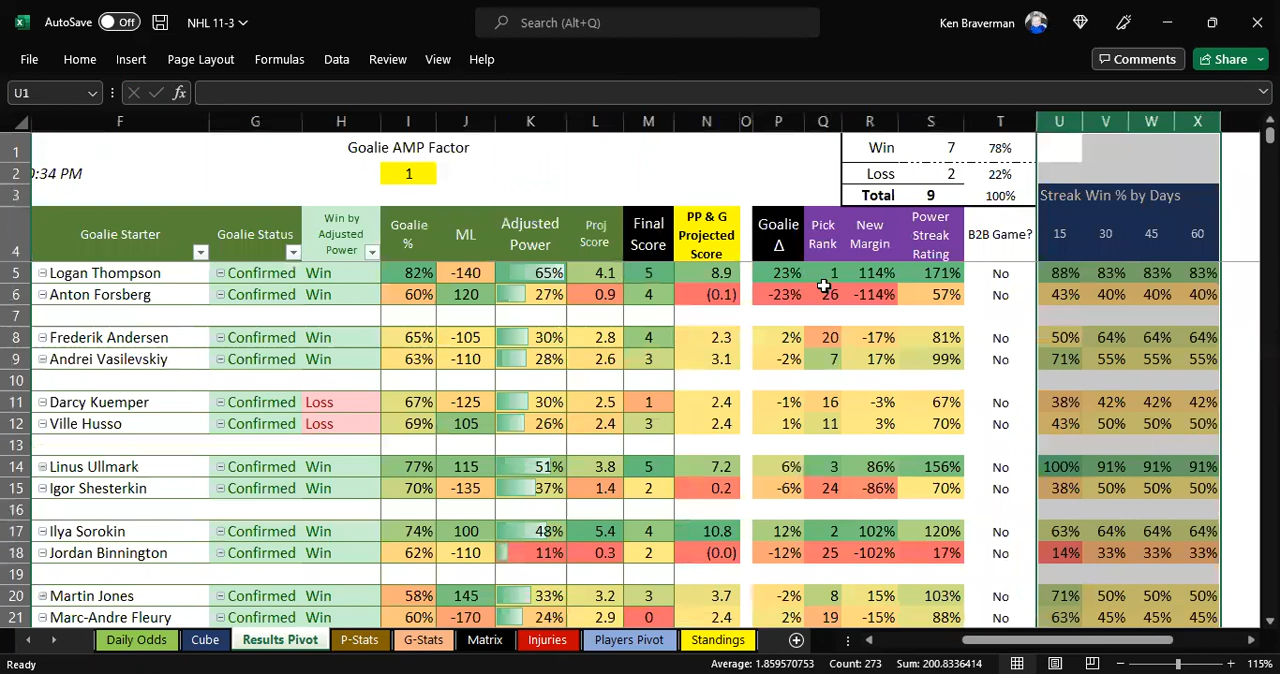 AutoSave Off NHL 11-3 Search (Alt+Q) Ken Braverman
File Home Insert Page Layout Formulas Data Review View Help Comments Share
U1 fx
F G H I J K L M N O P Q R S T U V W X
1 Goalie AMP Factor Win 7 78%
2 0:34 PM 1 Loss 2 22%
3 Total 9 100% Streak Win % by Days
4 Goalie Starter Goalie Status Win by Adjusted Power Goalie % ML Adjusted Power Proj Score Final Score PP & G Projected Score Goalie Δ Pick Rank New Margin Power Streak Rating B2B Game? 15 30 45 60
5 Logan Thompson Confirmed Win 82% -140 65% 4.1 5 8.9 23% 1 114% 171% No 88% 83% 83% 83%
6 Anton Forsberg Confirmed Win 60% 120 27% 0.9 4 (0.1) -23% 26 -114% 57% No 43% 40% 40% 40%
7
8 Frederik Andersen Confirmed Win 65% -105 30% 2.8 4 2.3 2% 20 -17% 81% No 50% 64% 64% 64%
9 Andrei Vasilevskiy Confirmed Win 63% -110 28% 2.6 3 3.1 -2% 7 17% 99% No 71% 55% 55% 55%
10
11 Darcy Kuemper Confirmed Loss 67% -125 30% 2.5 1 2.4 -1% 16 -3% 67% No 38% 42% 42% 42%
12 Ville Husso Confirmed Loss 69% 105 26% 2.4 3 2.4 1% 11 3% 70% No 43% 50% 50% 50%
13
14 Linus Ullmark Confirmed Win 77% 115 51% 3.8 5 7.2 6% 3 86% 156% No 100% 91% 91% 91%
15 Igor Shesterkin Confirmed Win 70% -135 37% 1.4 2 0.2 -6% 24 -86% 70% No 38% 50% 50% 50%
16
17 Ilya Sorokin Confirmed Win 74% 100 48% 5.4 4 10.8 12% 2 102% 120% No 63% 64% 64% 64%
18 Jordan Binnington Confirmed Win 62% -110 11% 0.3 2 (0.0) -12% 25 -102% 17% No 14% 33% 33% 33%
19
20 Martin Jones Confirmed Win 58% 145 33% 3.2 3 3.7 -2% 8 15% 103% No 71% 50% 50% 50%
21 Marc-Andre Fleury Confirmed Win 60% -170 24% 2.9 0 2.4 2% 19 -15% 88% No 63% 45% 45% 45%
Daily Odds Cube Results Pivot P-Stats G-Stats Matrix Injuries Players Pivot Standings
Ready Average: 1.859570753 Count: 273 Sum: 200.8336414 115%